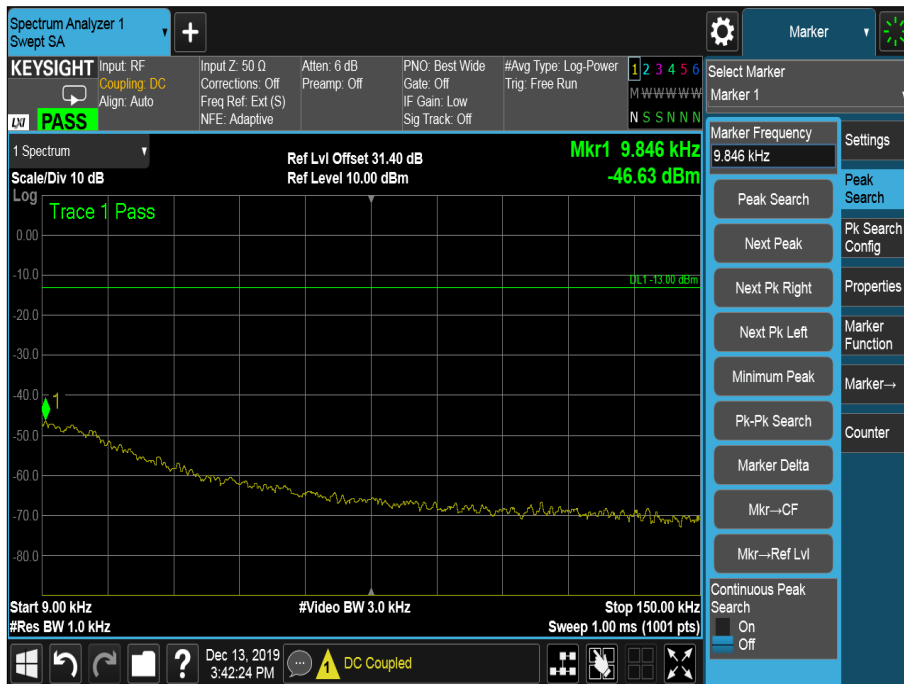 Spectrum Analyzer 1
Swept SA
Marker
KEYSIGHT
LXI PASS
Input: RF
Coupling: DC
Align: Auto
Input Z: 50 Ω
Corrections: Off
Freq Ref: Ext (S)
NFE: Adaptive
Atten: 6 dB
Preamp: Off
PNO: Best Wide
Gate: Off
IF Gain: Low
Sig Track: Off
#Avg Type: Log-Power
Trig: Free Run
1 2 3 4 5 6
M W W W W W
N S S N N N
Select Marker
Marker 1
1 Spectrum
Scale/Div 10 dB
Ref Lvl Offset 31.40 dB
Ref Level 10.00 dBm
Mkr1 9.846 kHz
-46.63 dBm
Log
Trace 1 Pass
0.00
-10.0
DL1 -13.00 dBm
-20.0
-30.0
-40.0
1
-50.0
-60.0
-70.0
-80.0
Start 9.00 kHz
#Video BW 3.0 kHz
Stop 150.00 kHz
#Res BW 1.0 kHz
Sweep 1.00 ms (1001 pts)
Marker Frequency
9.846 kHz
Peak Search
Next Peak
Next Pk Right
Next Pk Left
Minimum Peak
Pk-Pk Search
Marker Delta
Mkr→CF
Mkr→Ref Lvl
Continuous Peak
Search
On
Off
Settings
Peak
Search
Pk Search
Config
Properties
Marker
Function
Marker→
Counter
?
Dec 13, 2019
3:42:24 PM
1
DC Coupled